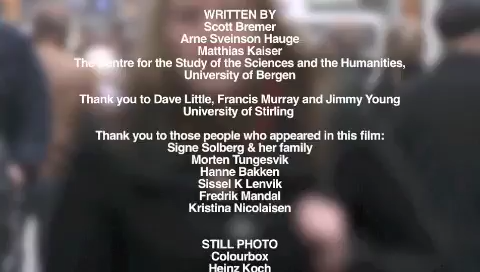 WRITTEN BY
Scott Bremer
Arne Sveinson Hauge
Matthias Kaiser
The Centre for the Study of the Sciences and the Humanities,
University of Bergen
Thank you to Dave Little, Francis Murray and Jimmy Young
University of Stirling
Thank you to those people who appeared in this film:
Signe Solberg & her family
Morten Tungesvik
Hanne Bakken
Sissel K Lenvik
Fredrik Mandal
Kristina Nicolaisen
STILL PHOTO
Colourbox
Heinz Koch